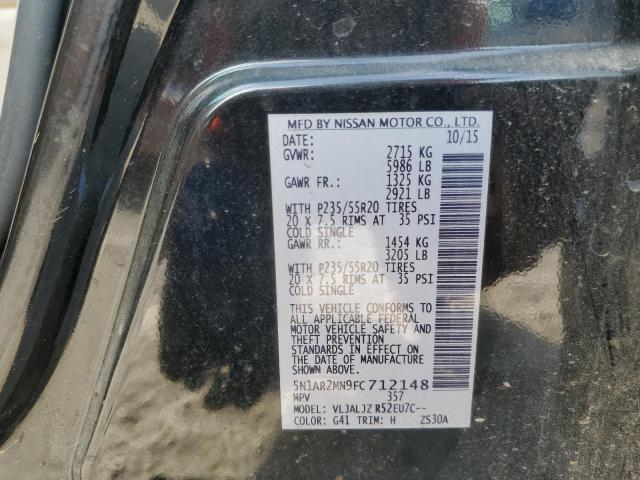 MFD BY NISSAN MOTOR CO., LTD.
DATE: 10/15
GVWR: 2715 KG
5986 LB
GAWR FR.: 1325 KG
2921 LB
WITH P235/55R20 TIRES
20 X 7.5 RIMS AT 35 PSI
COLD SINGLE
GAWR RR.: 1454 KG
3205 LB
WITH P235/55R20 TIRES
20 X 7.5 RIMS AT 35 PSI
COLD SINGLE
THIS VEHICLE CONFORMS TO
ALL APPLICABLE FEDERAL
MOTOR VEHICLE SAFETY AND
THEFT PREVENTION
STANDARDS IN EFFECT ON
THE DATE OF MANUFACTURE
SHOWN ABOVE.
5N1AR2MN9FC712148
MPV 357
MODEL: VLJALJZ R52EU7C--
COLOR: G41 TRIM: H ZS30A